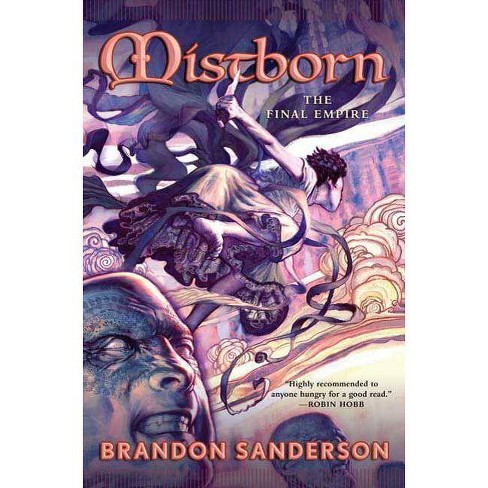 Mistborn
THE
FINAL EMPIRE
"Highly recommended to
anyone hungry for a good read."
—ROBIN HOBB
BRANDON SANDERSON